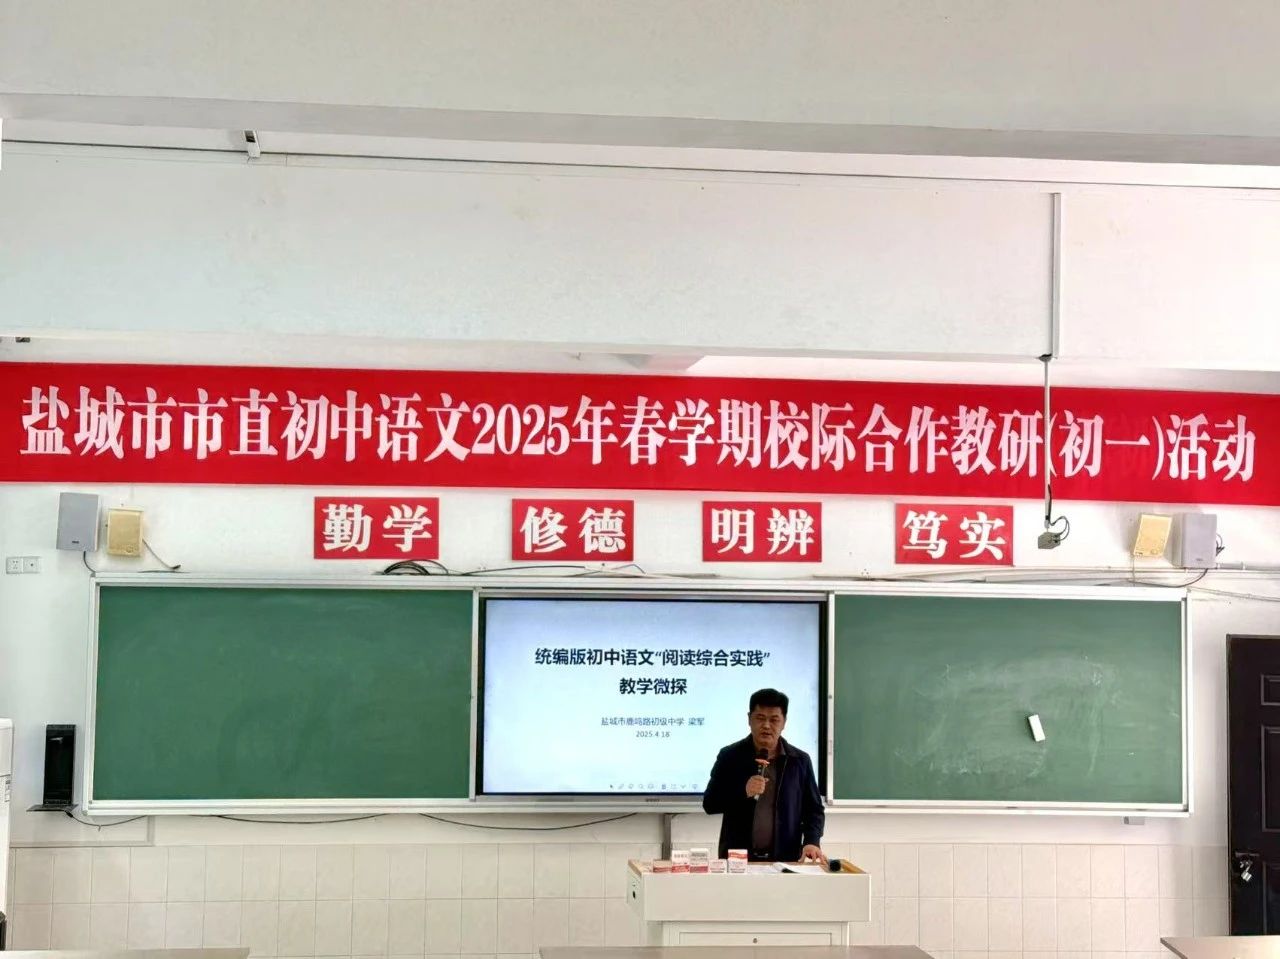 盐城市市直初中语文2025年春学期校际合作教研(初一)活动
勤学 修德 明辨 笃实
统编版初中语文“阅读综合实践”
教学微探
盐城市鹿鸣路初级中学 梁军
2025.4.18